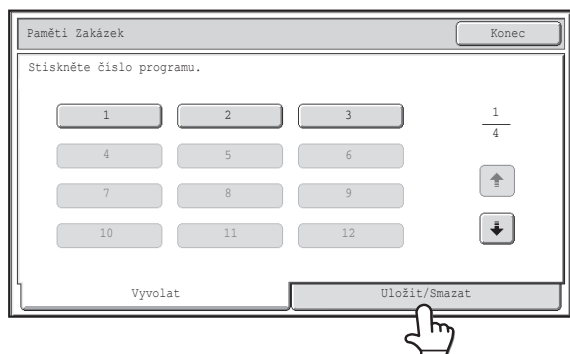 Paměti Zakázek
Konec
Stiskněte číslo programu.
1 2 3
4 5 6
7 8 9
10 11 12
1
4
Vyvolat
Uložit/Smazat